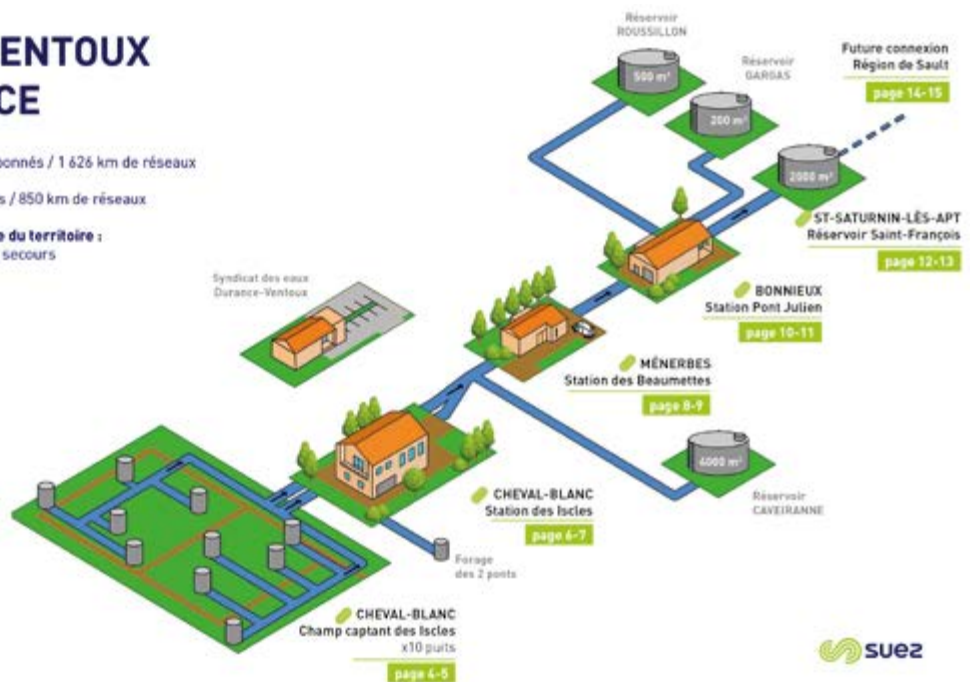 ENTOUX
CE
onnés / 1 626 km de réseaux
s / 850 km de réseaux
e du territoire :
secours
Réservoir
ROUSSILLON
500 m³
Réservoir
GARGAS
200 m³
Future connexion
Région de Sault
page 14-15
2000 m³
ST-SATURNIN-LÈS-APT
Réservoir Saint-François
page 12-13
Syndicat des eaux
Durance-Ventoux
BONNIEUX
Station Pont Julien
page 10-11
MÉNERBES
Station des Beaumettes
page 8-9
4000 m³
Réservoir
CAVEIRANNE
CHEVAL-BLANC
Station des Iscles
page 6-7
Forage
des 2 ponts
CHEVAL-BLANC
Champ captant des Iscles
x10 puits
page 4-5
suez